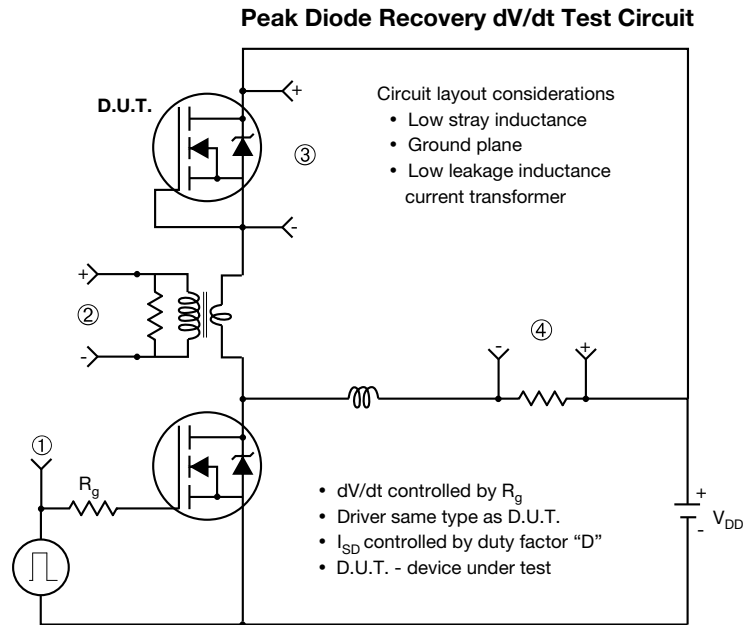 Peak Diode Recovery dV/dt Test Circuit
D.U.T.
+
-
③
Circuit layout considerations
• Low stray inductance
• Ground plane
• Low leakage inductance
current transformer
+
②
-
-
④
+
①
Rg
• dV/dt controlled by Rg
• Driver same type as D.U.T.
• ISD controlled by duty factor “D”
• D.U.T. - device under test
+
-
VDD